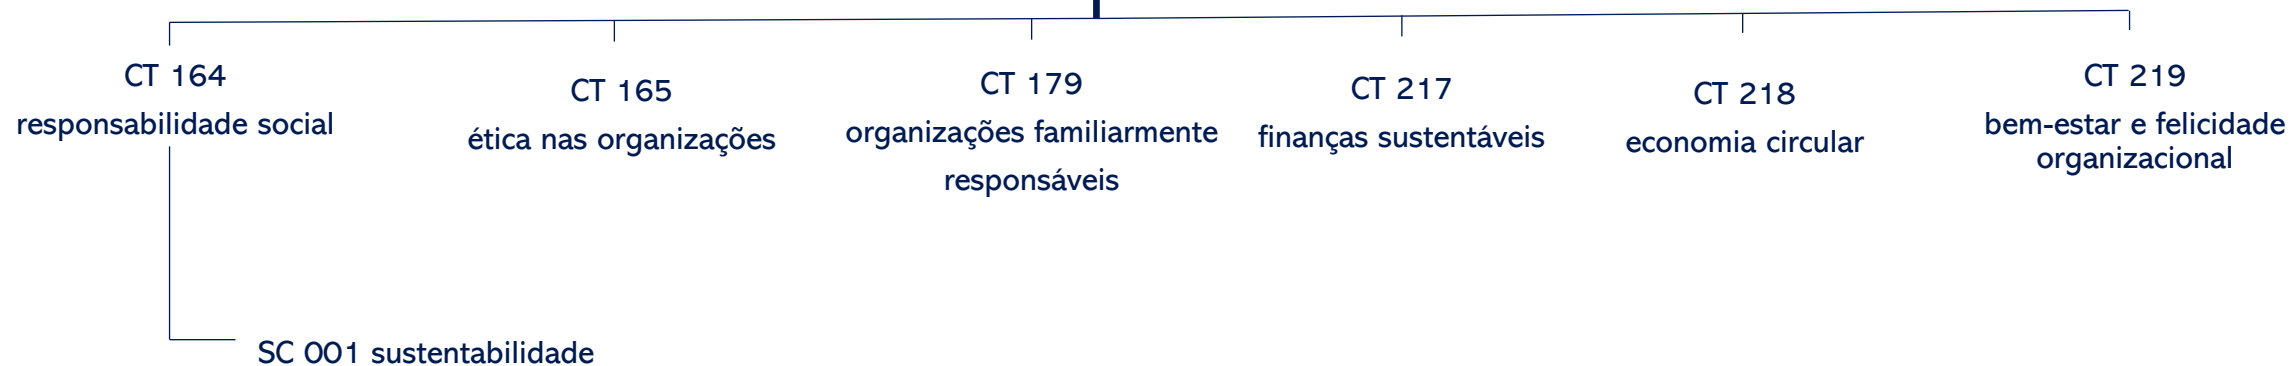 CT 164
responsabilidade social
CT 165
ética nas organizações
CT 179
organizações familiarmente
responsáveis
CT 217
finanças sustentáveis
CT 218
economia circular
CT 219
bem-estar e felicidade
organizacional
SC 001 sustentabilidade